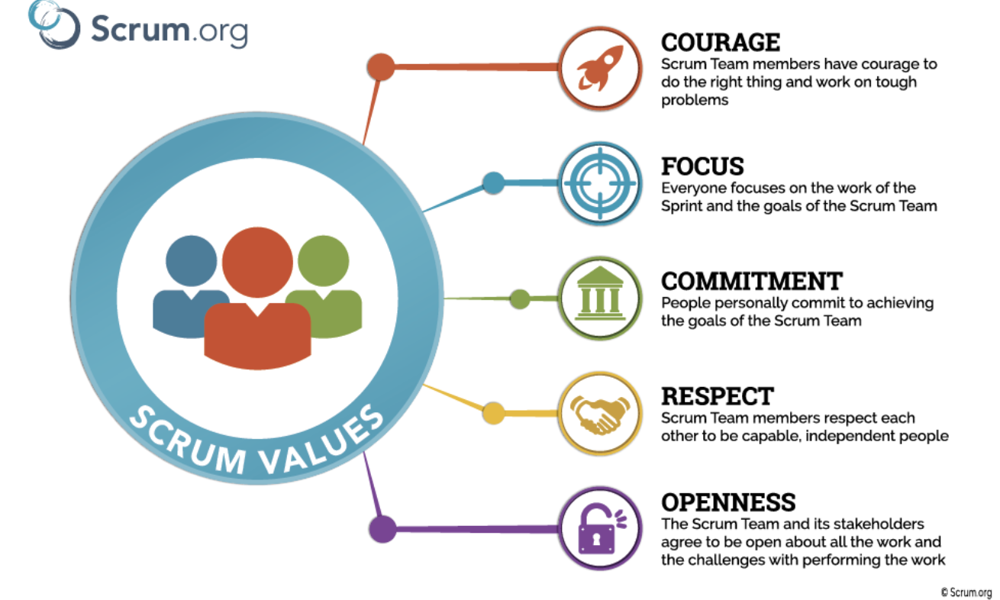 Scrum.org
COURAGE
Scrum Team members have courage to
do the right thing and work on tough
problems
FOCUS
Everyone focuses on the work of the
Sprint and the goals of the Scrum Team
COMMITMENT
People personally commit to achieving
the goals of the Scrum Team
RESPECT
Scrum Team members respect each
other to be capable, independent people
OPENNESS
The Scrum Team and its stakeholders
agree to be open about all the work and
the challenges with performing the work
SCRUM VALUES
© Scrum.org